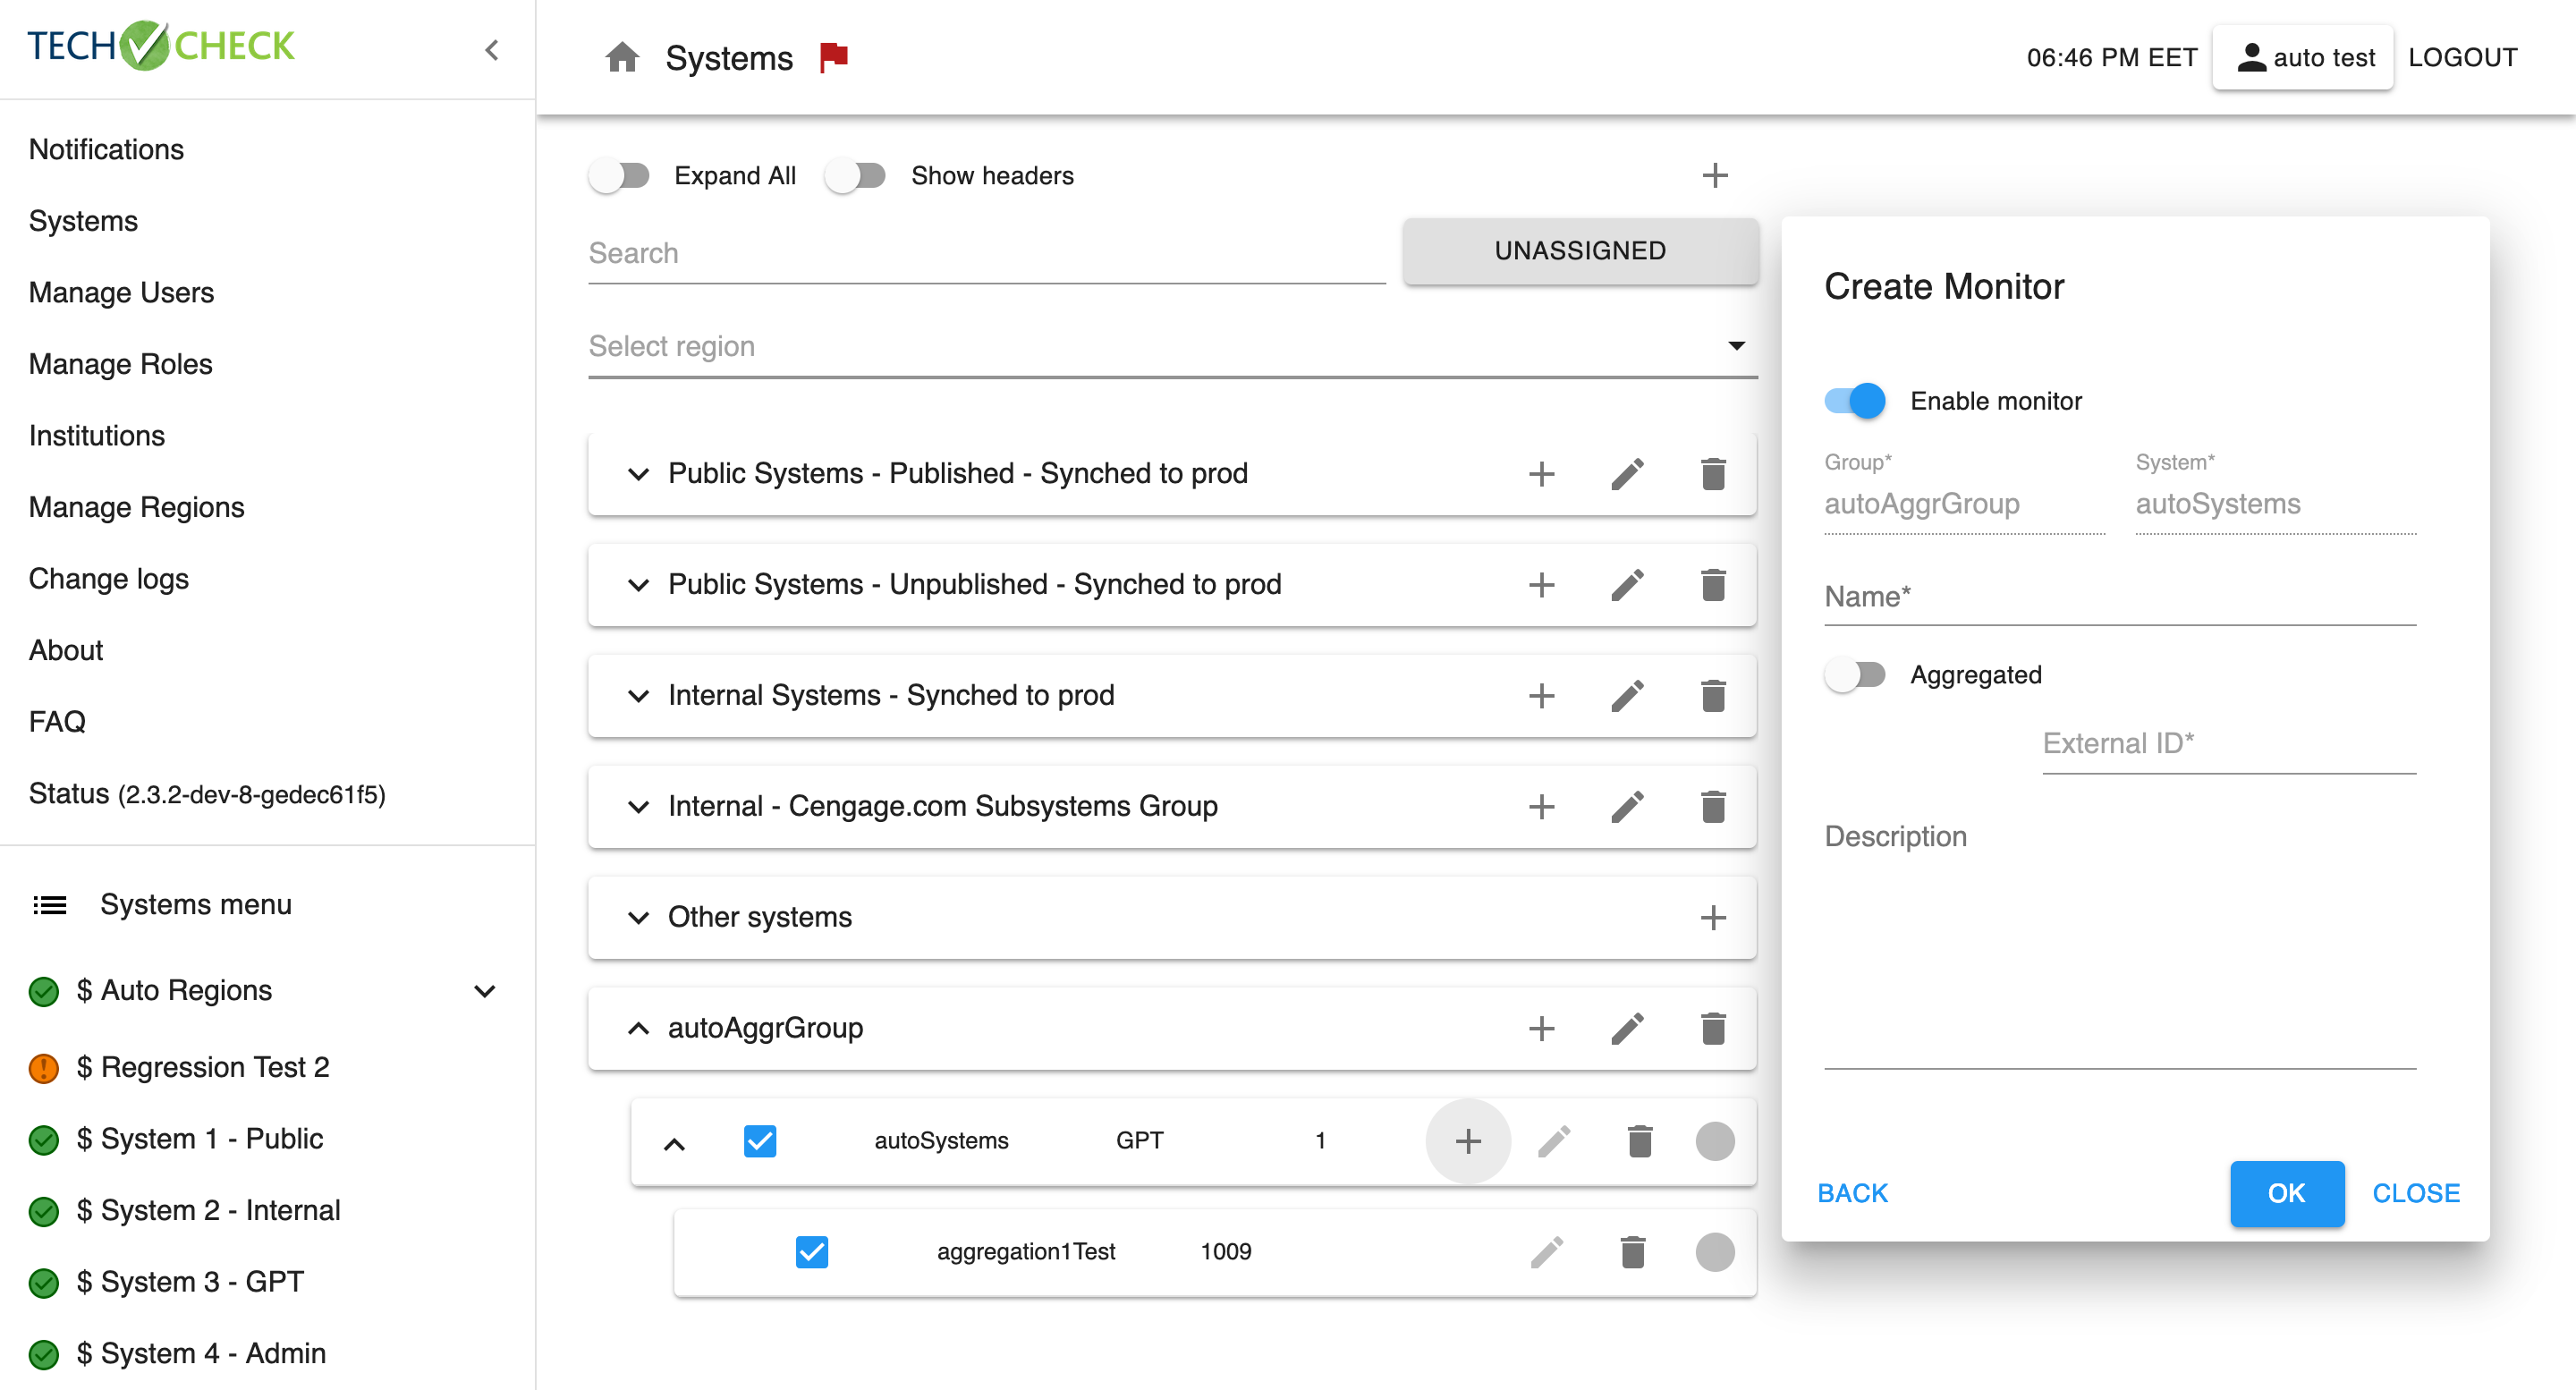 TECH CHECK
Systems
06:46 PM EET
auto test
LOGOUT
Notifications
Systems
Manage Users
Manage Roles
Institutions
Manage Regions
Change logs
About
FAQ
Status (2.3.2-dev-8-gedec61f5)
Systems menu
$ Auto Regions
$ Regression Test 2
$ System 1 - Public
$ System 2 - Internal
$ System 3 - GPT
$ System 4 - Admin
Expand All
Show headers
Search
UNASSIGNED
Select region
Public Systems - Published - Synched to prod
Public Systems - Unpublished - Synched to prod
Internal Systems - Synched to prod
Internal - Cengage.com Subsystems Group
Other systems
autoAggrGroup
autoSystems GPT 1
aggregation1Test 1009
Create Monitor
Enable monitor
Group* System*
autoAggrGroup autoSystems
Name*
Aggregated
External ID*
Description
BACK OK CLOSE